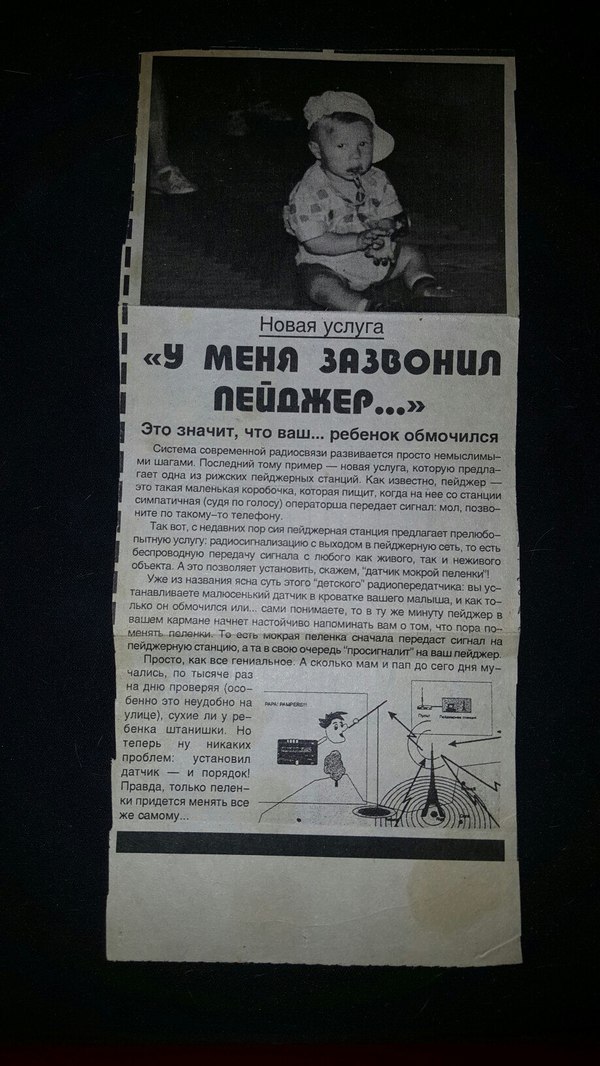 Новая услуга
«У МЕНЯ ЗАЗВОНИЛ
ПЕЙДЖЕР...»
Это значит, что ваш... ребенок обмочился
Система современной радиосвязи развивается просто немыслимы-
ми шагами. Последний тому пример — новая услуга, которую предла-
гает одна из рижских пейджерных станций. Как известно, пейджер —
это такая маленькая коробочка, которая пищит, когда на нее со станции
симпатичная (судя по голосу) операторша передает сигнал: мол, позво-
ните по такому-то телефону.
Так вот, с недавних пор сия пейджерная станция предлагает прелюбо-
пытную услугу: радиосигнализацию с выходом в пейджерную сеть, то есть
беспроводную передачу сигнала с любого как живого, так и неживого
объекта. А это позволяет установить, скажем, "датчик мокрой пеленки"!
Уже из названия ясна суть этого "детского" радиопередатчика: вы ус-
танавливаете малюсенький датчик в кроватке вашего малыша, и как то-
лько он обмочился или... сами понимаете, то в ту же минуту пейджер в
вашем кармане начнет настойчиво напоминать вам о том, что пора по-
менять пеленки. То есть мокрая пеленка сначала передаст сигнал на
пейджерную станцию, а та в свою очередь "просигналит" на ваш пейджер.
Просто, как все гениальное. А сколько мам и пап до сего дня му-
чались, по тысяче раз
на дню проверяя (осо-
бенно это неудобно на
улице), сухие ли у ре-
бенка штанишки. Но
теперь ну никаких
проблем: установил
датчик — и порядок!
Правда, только пелен-
ки придется менять все
же самому...
PAPA! PAMPERS!!!
Пульт
Пейджерная станция